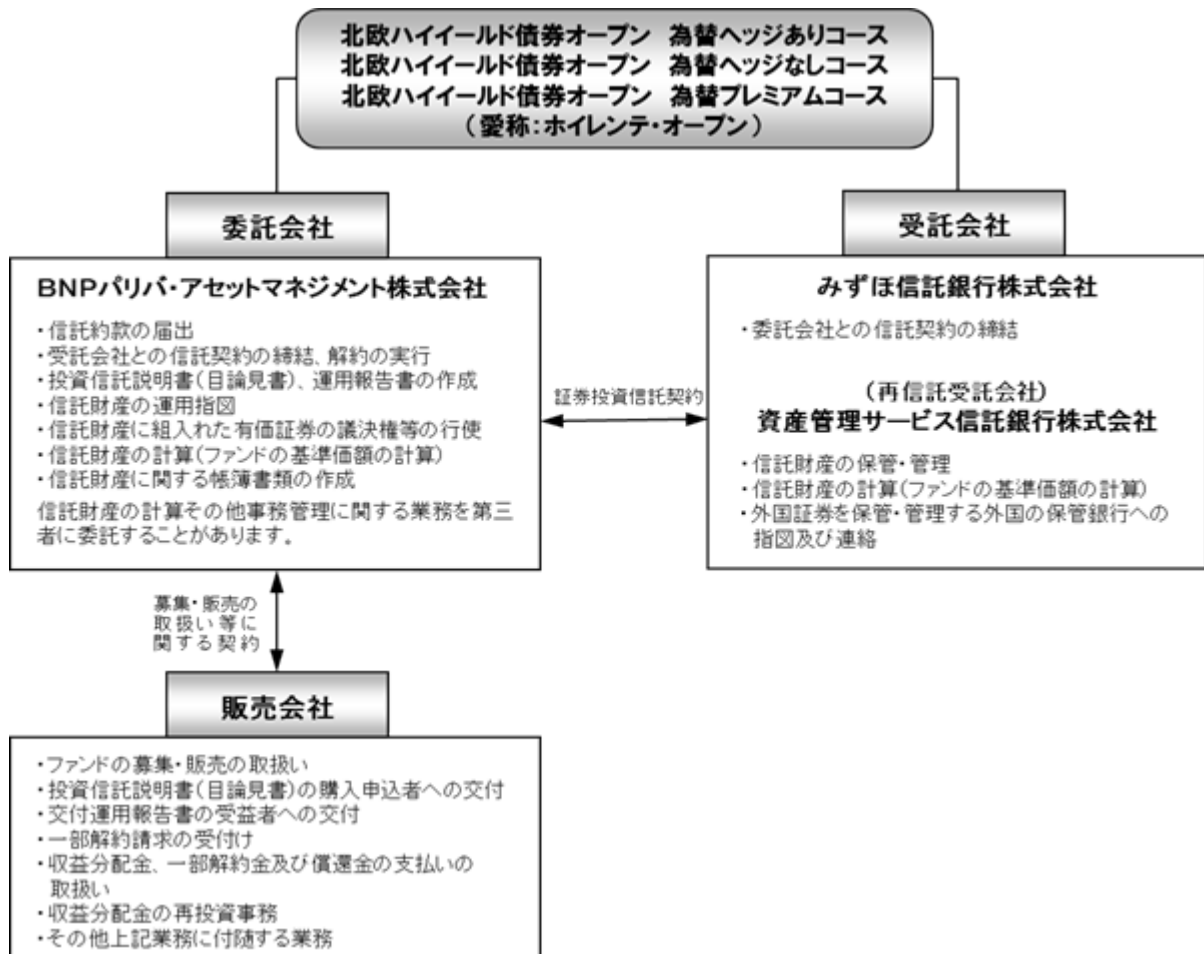 北欧ハイイールド債券オープン 為替ヘッジありコース
北欧ハイイールド債券オープン 為替ヘッジなしコース
北欧ハイイールド債券オープン 為替プレミアムコース
(愛称:ホイレンテ・オープン)
委託会社
BNPパリバ・アセットマネジメント株式会社
・信託約款の届出
・受託会社との信託契約の締結、解約の実行
・投資信託説明書(目論見書)、運用報告書の作成
・信託財産の運用指図
・信託財産に組入れた有価証券の議決権等の行使
・信託財産の計算(ファンドの基準価額の計算)
・信託財産に関する帳簿書類の作成
信託財産の計算その他事務管理に関する業務を第三
者に委託することがあります。
証券投資信託契約
受託会社
みずほ信託銀行株式会社
・委託会社との信託契約の締結
(再信託受託会社)
資産管理サービス信託銀行株式会社
・信託財産の保管・管理
・信託財産の計算(ファンドの基準価額の計算)
・外国証券を保管・管理する外国の保管銀行への
指図及び連絡
募集・販売の
取扱い等に
関する契約
販売会社
・ファンドの募集・販売の取扱い
・投資信託説明書(目論見書)の購入申込者への交付
・交付運用報告書の受益者への交付
・一部解約請求の受付け
・収益分配金、一部解約金及び償還金の支払いの
取扱い
・収益分配金の再投資事務
・その他上記業務に付随する業務